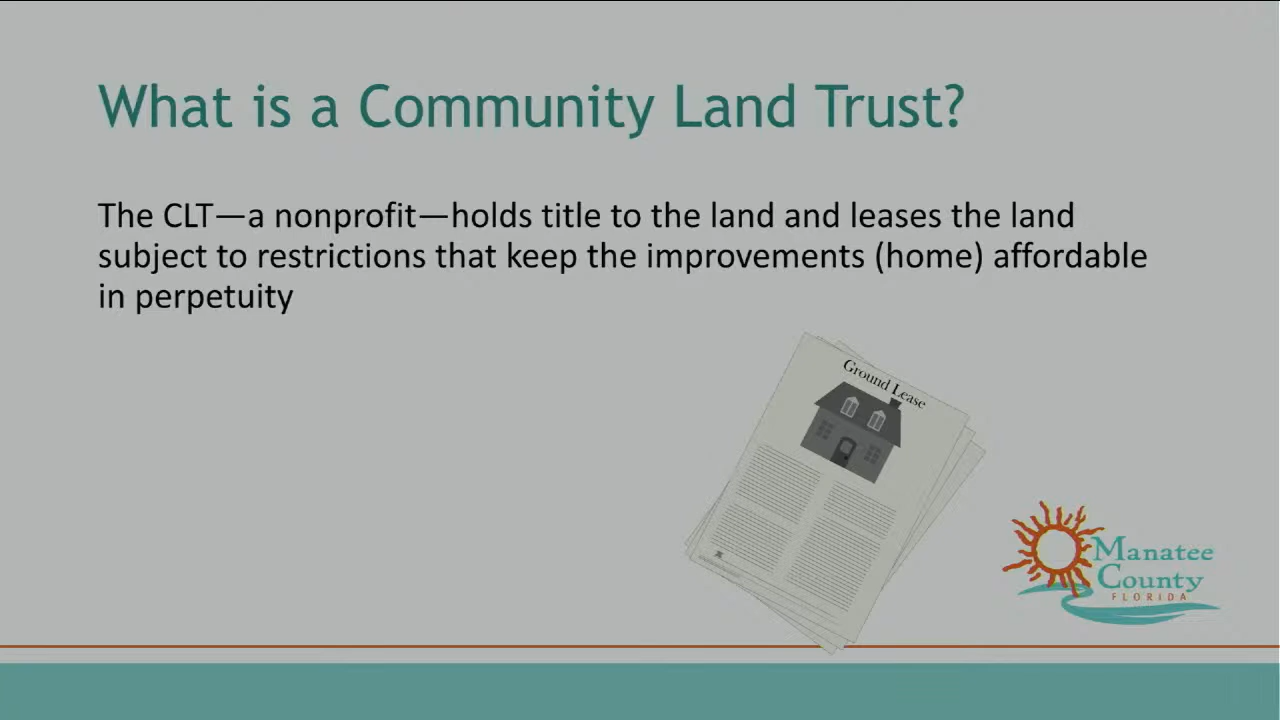 What is a Community Land Trust?
The CLT—a nonprofit—holds title to the land and leases the land
subject to restrictions that keep the improvements (home) affordable
in perpetuity
Ground Lease
Manatee
County
FLORIDA